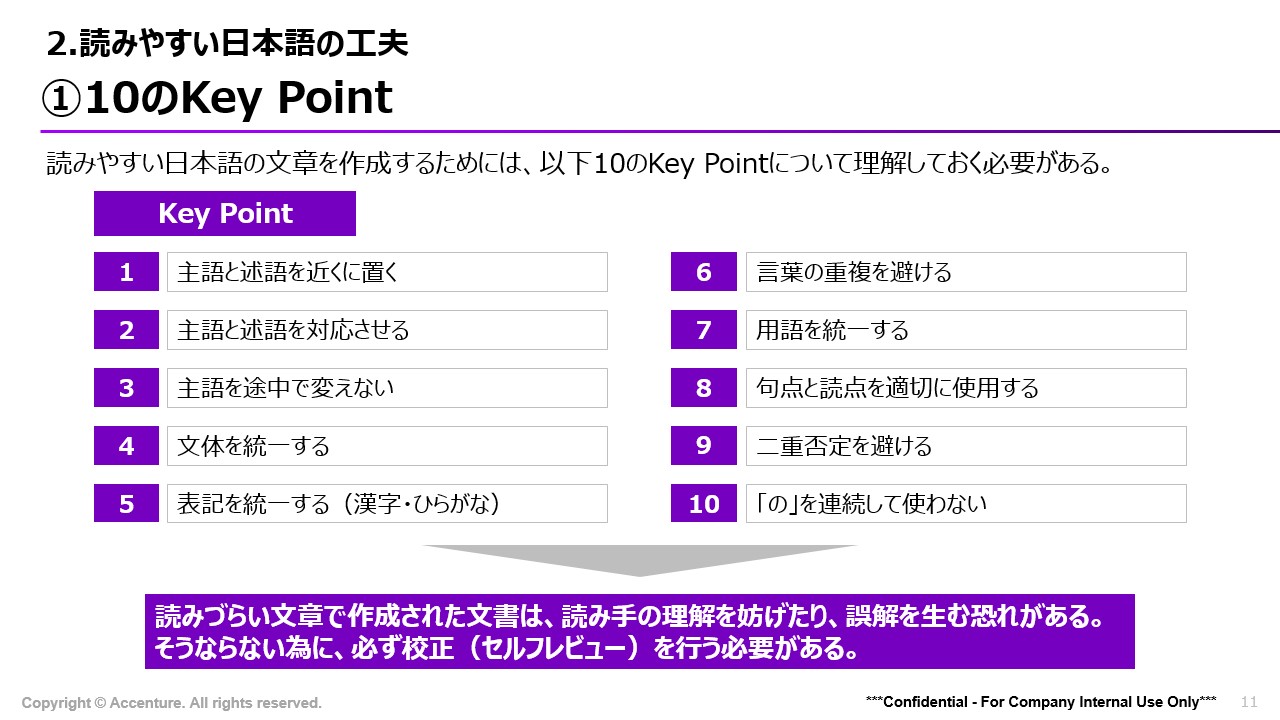 2.読みやすい日本語の工夫
①10のKey Point
読みやすい日本語の文章を作成するためには、以下10のKey Pointについて理解しておく必要がある。
Key Point
1 主語と述語を近くに置く
2 主語と述語を対応させる
3 主語を途中で変えない
4 文体を統一する
5 表記を統一する（漢字・ひらがな）
6 言葉の重複を避ける
7 用語を統一する
8 句点と読点を適切に使用する
9 二重否定を避ける
10 「の」を連続して使わない
読みづらい文章で作成された文書は、読み手の理解を妨げたり、誤解を生む恐れがある。
そうならない為に、必ず校正（セルフレビュー）を行う必要がある。
Copyright © Accenture. All rights reserved.
***Confidential - For Company Internal Use Only***
11